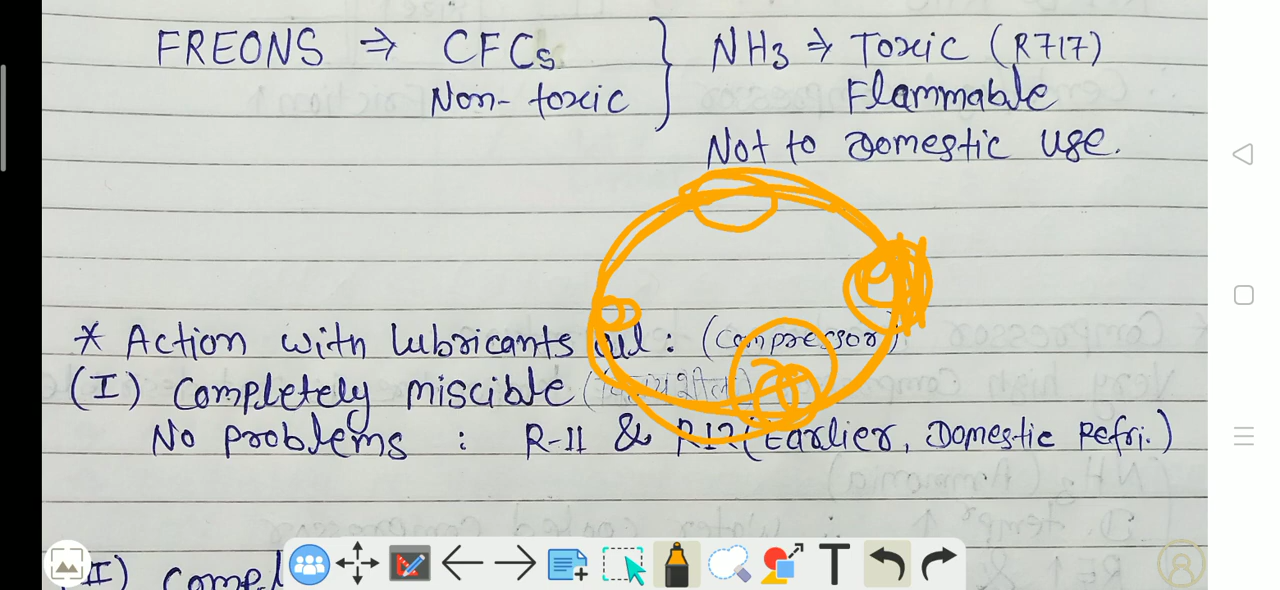 FREONS ⇒ CFCs } NH3 ⇒ Toxic (R717)
Non-toxic Flammable
Not to Domestic use.
* Action with lubricants oil : (Compressor)
(I) Completely miscible
No problems : R-11 & R12 (Earlier, Domestic Refri.)
I) Compl
T